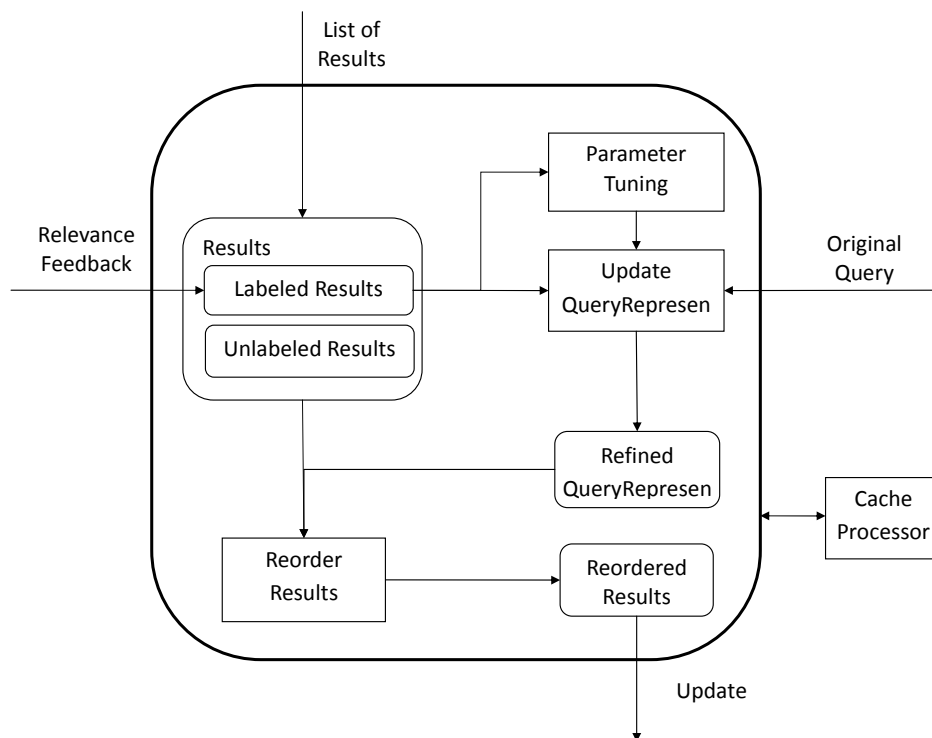 List of
Results
Parameter
Tuning
Relevance
Feedback
Results
Labeled Results
Unlabeled Results
Update
QueryRepresen
Original
Query
Refined
QueryRepresen
Cache
Processor
Reorder
Results
Reordered
Results
Update